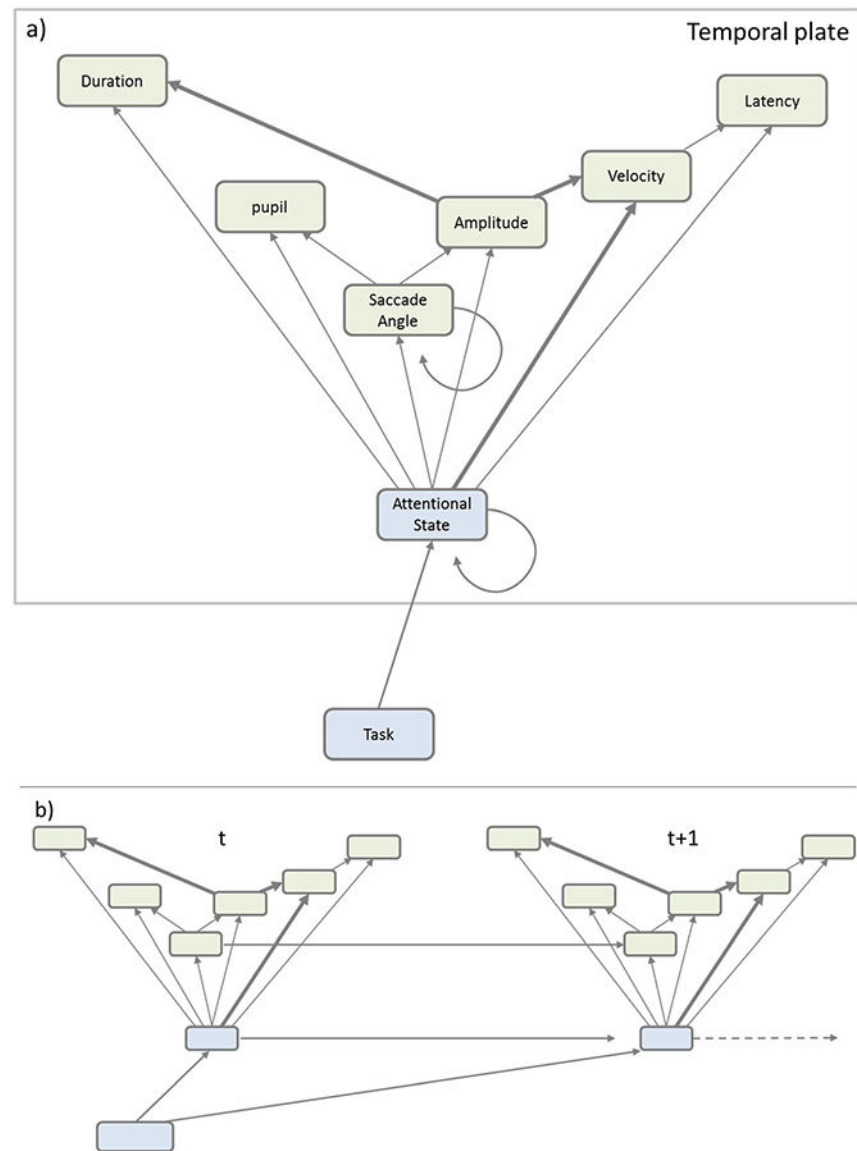 a)
Temporal plate
Duration
Latency
Velocity
pupil
Amplitude
Saccade
Angle
Attentional
State
Task
b)
t
t+1